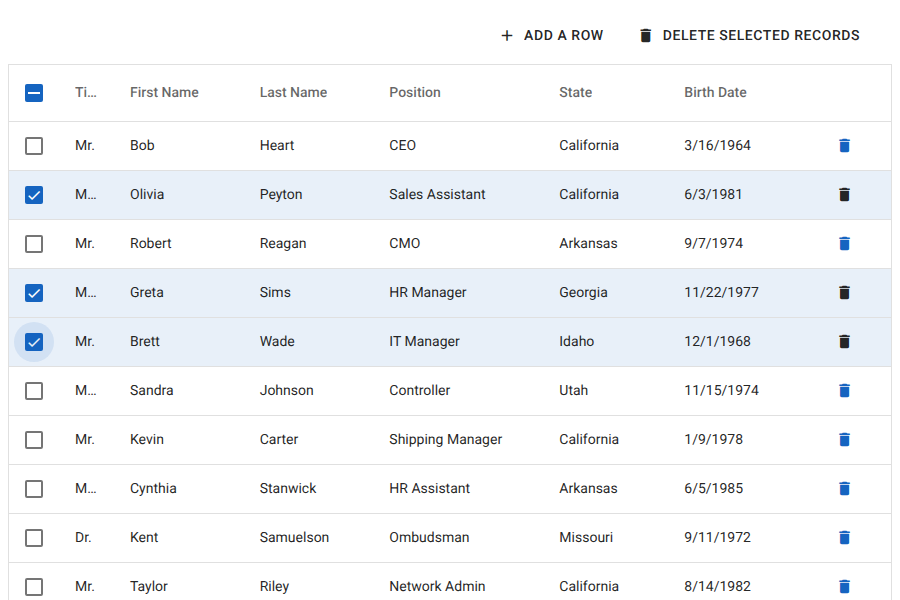 ADD A ROW DELETE SELECTED RECORDS
Ti... First Name Last Name Position State Birth Date
Mr. Bob Heart CEO California 3/16/1964
M... Olivia Peyton Sales Assistant California 6/3/1981
Mr. Robert Reagan CMO Arkansas 9/7/1974
M... Greta Sims HR Manager Georgia 11/22/1977
Mr. Brett Wade IT Manager Idaho 12/1/1968
M... Sandra Johnson Controller Utah 11/15/1974
Mr. Kevin Carter Shipping Manager California 1/9/1978
M... Cynthia Stanwick HR Assistant Arkansas 6/5/1985
Dr. Kent Samuelson Ombudsman Missouri 9/11/1972
Mr. Taylor Riley Network Admin California 8/14/1982